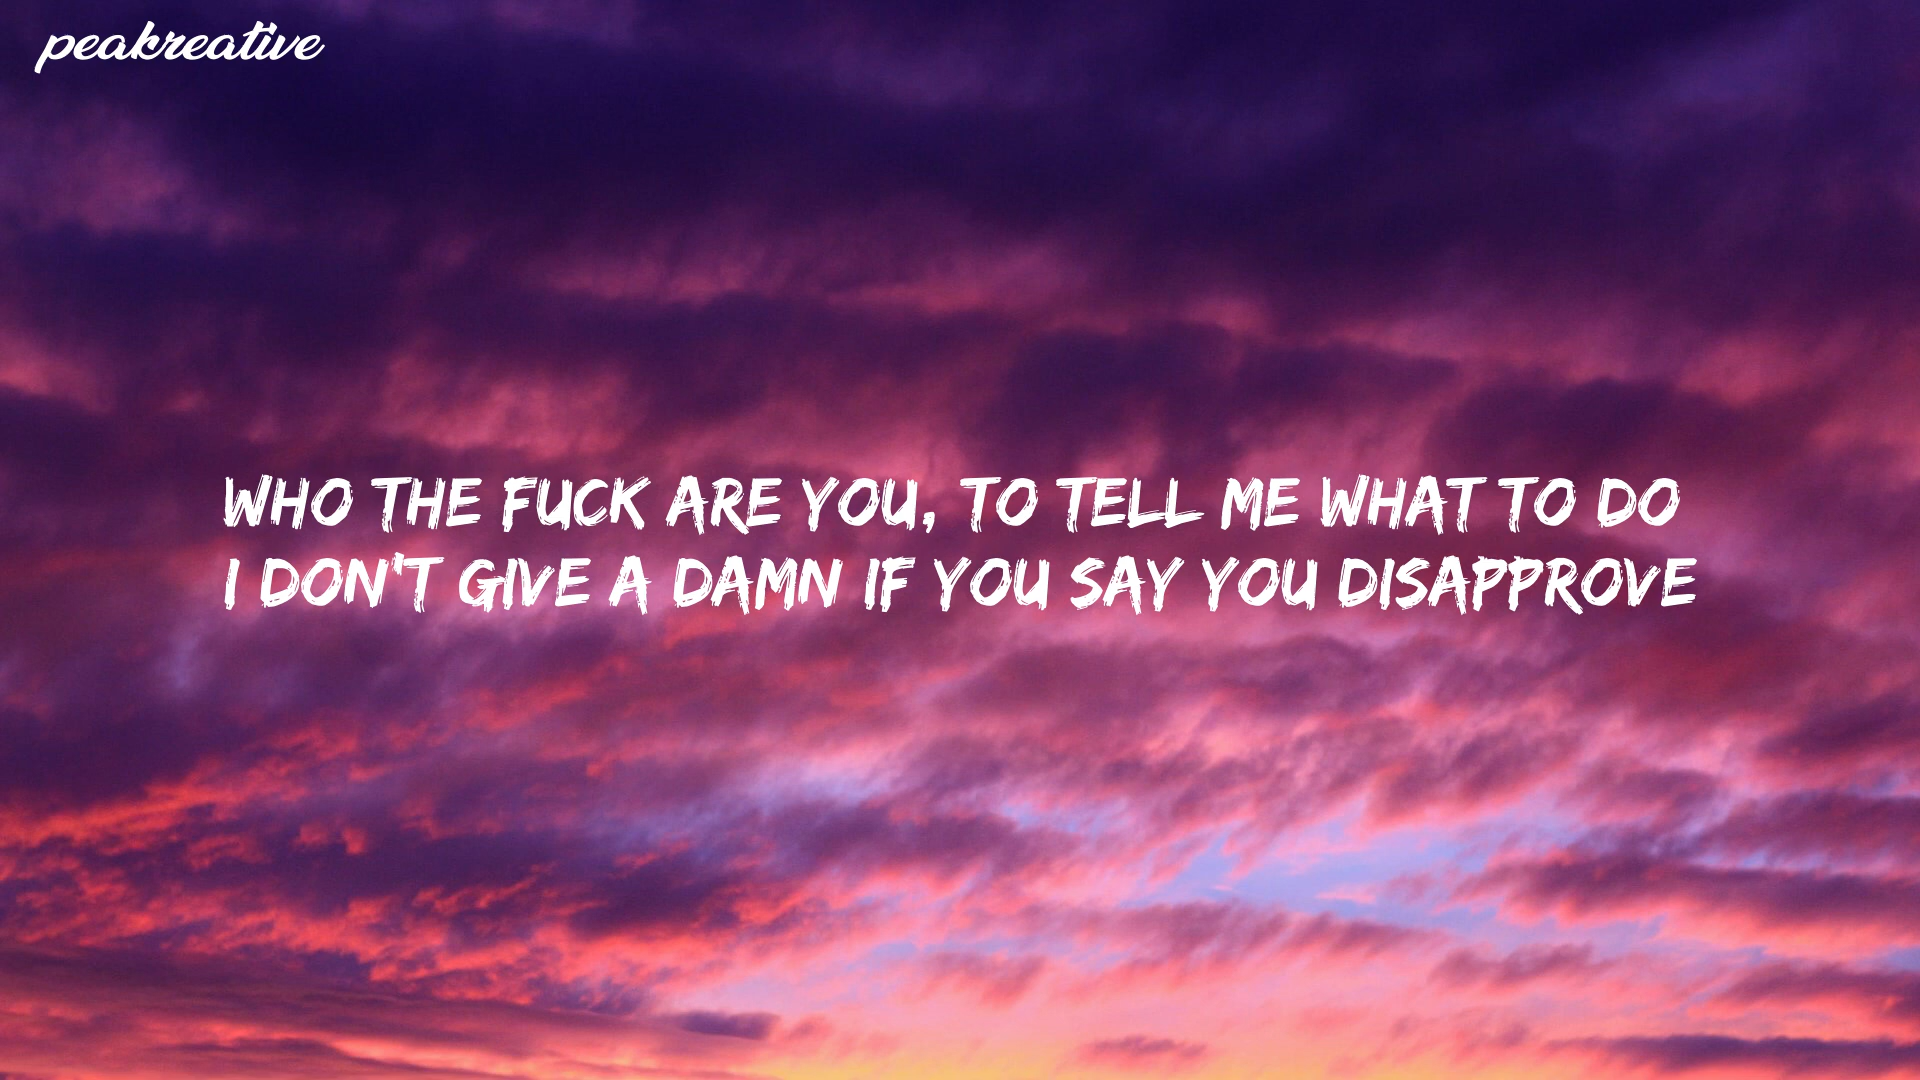 peakreative
WHO THE FUCK ARE YOU, TO TELL ME WHAT TO DO
I DON'T GIVE A DAMN IF YOU SAY YOU DISAPPROVE